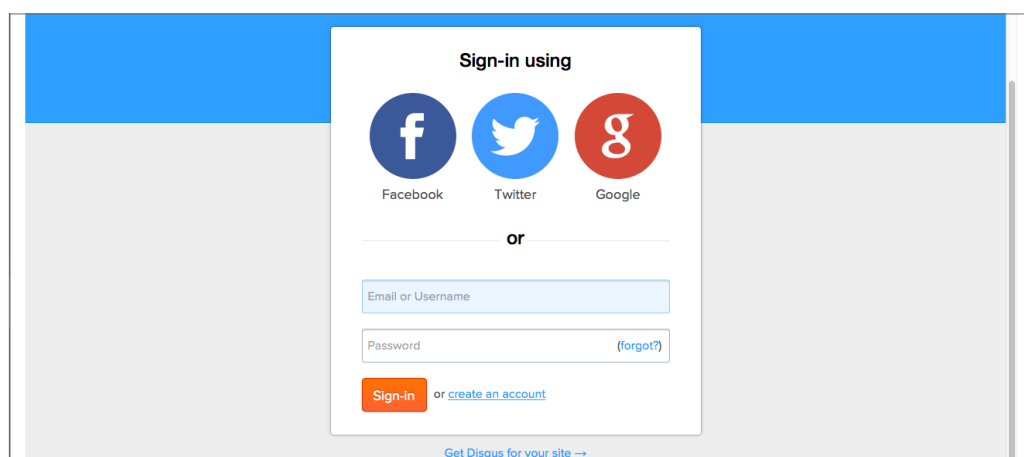 Sign-in using
Facebook Twitter Google
or
Email or Username
Password (forgot?)
Sign-in or create an account
Get Disqus for your site →